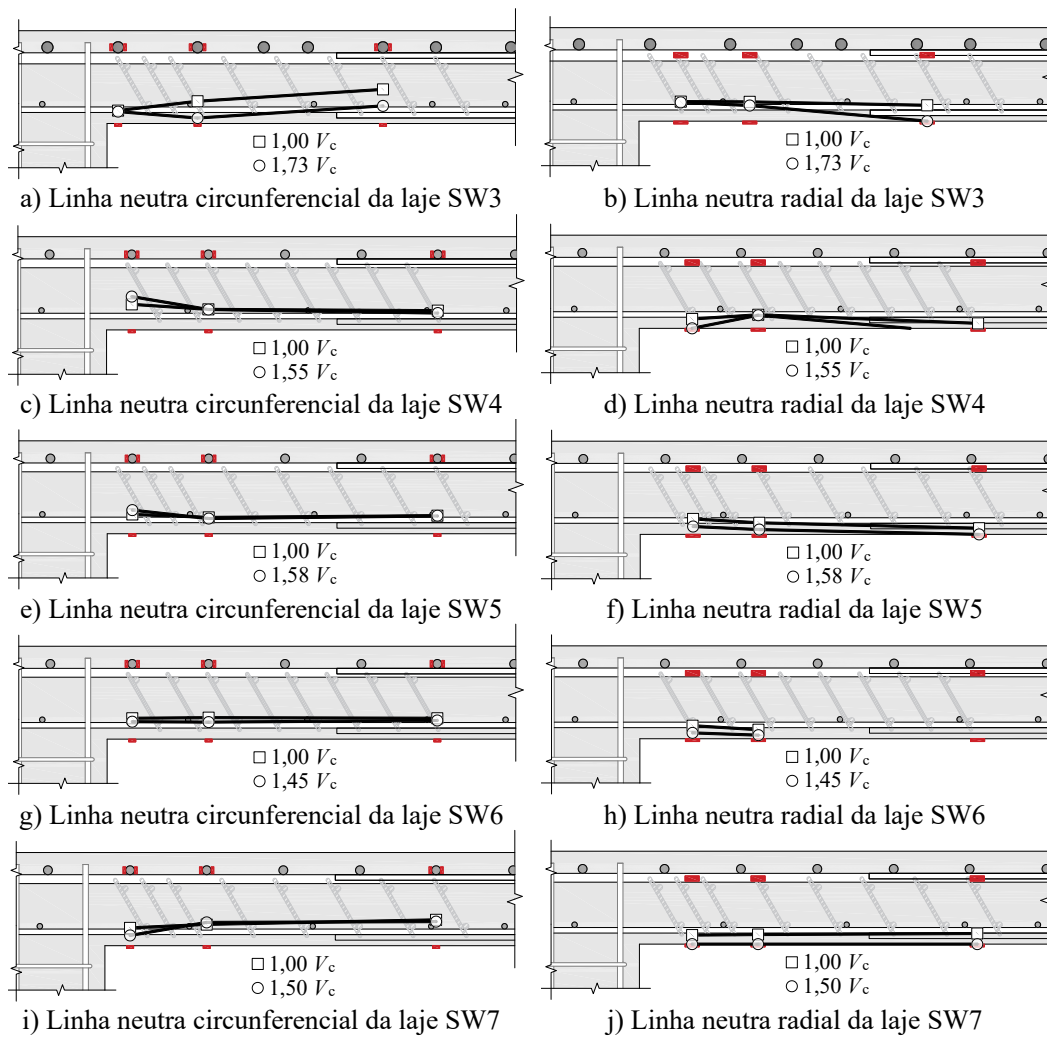 1,00 Vc
1,73 Vc
a) Linha neutra circunferencial da laje SW3
1,00 Vc
1,73 Vc
b) Linha neutra radial da laje SW3
1,00 Vc
1,55 Vc
c) Linha neutra circunferencial da laje SW4
1,00 Vc
1,55 Vc
d) Linha neutra radial da laje SW4
1,00 Vc
1,58 Vc
e) Linha neutra circunferencial da laje SW5
1,00 Vc
1,58 Vc
f) Linha neutra radial da laje SW5
1,00 Vc
1,45 Vc
g) Linha neutra circunferencial da laje SW6
1,00 Vc
1,45 Vc
h) Linha neutra radial da laje SW6
1,00 Vc
1,50 Vc
i) Linha neutra circunferencial da laje SW7
1,00 Vc
1,50 Vc
j) Linha neutra radial da laje SW7